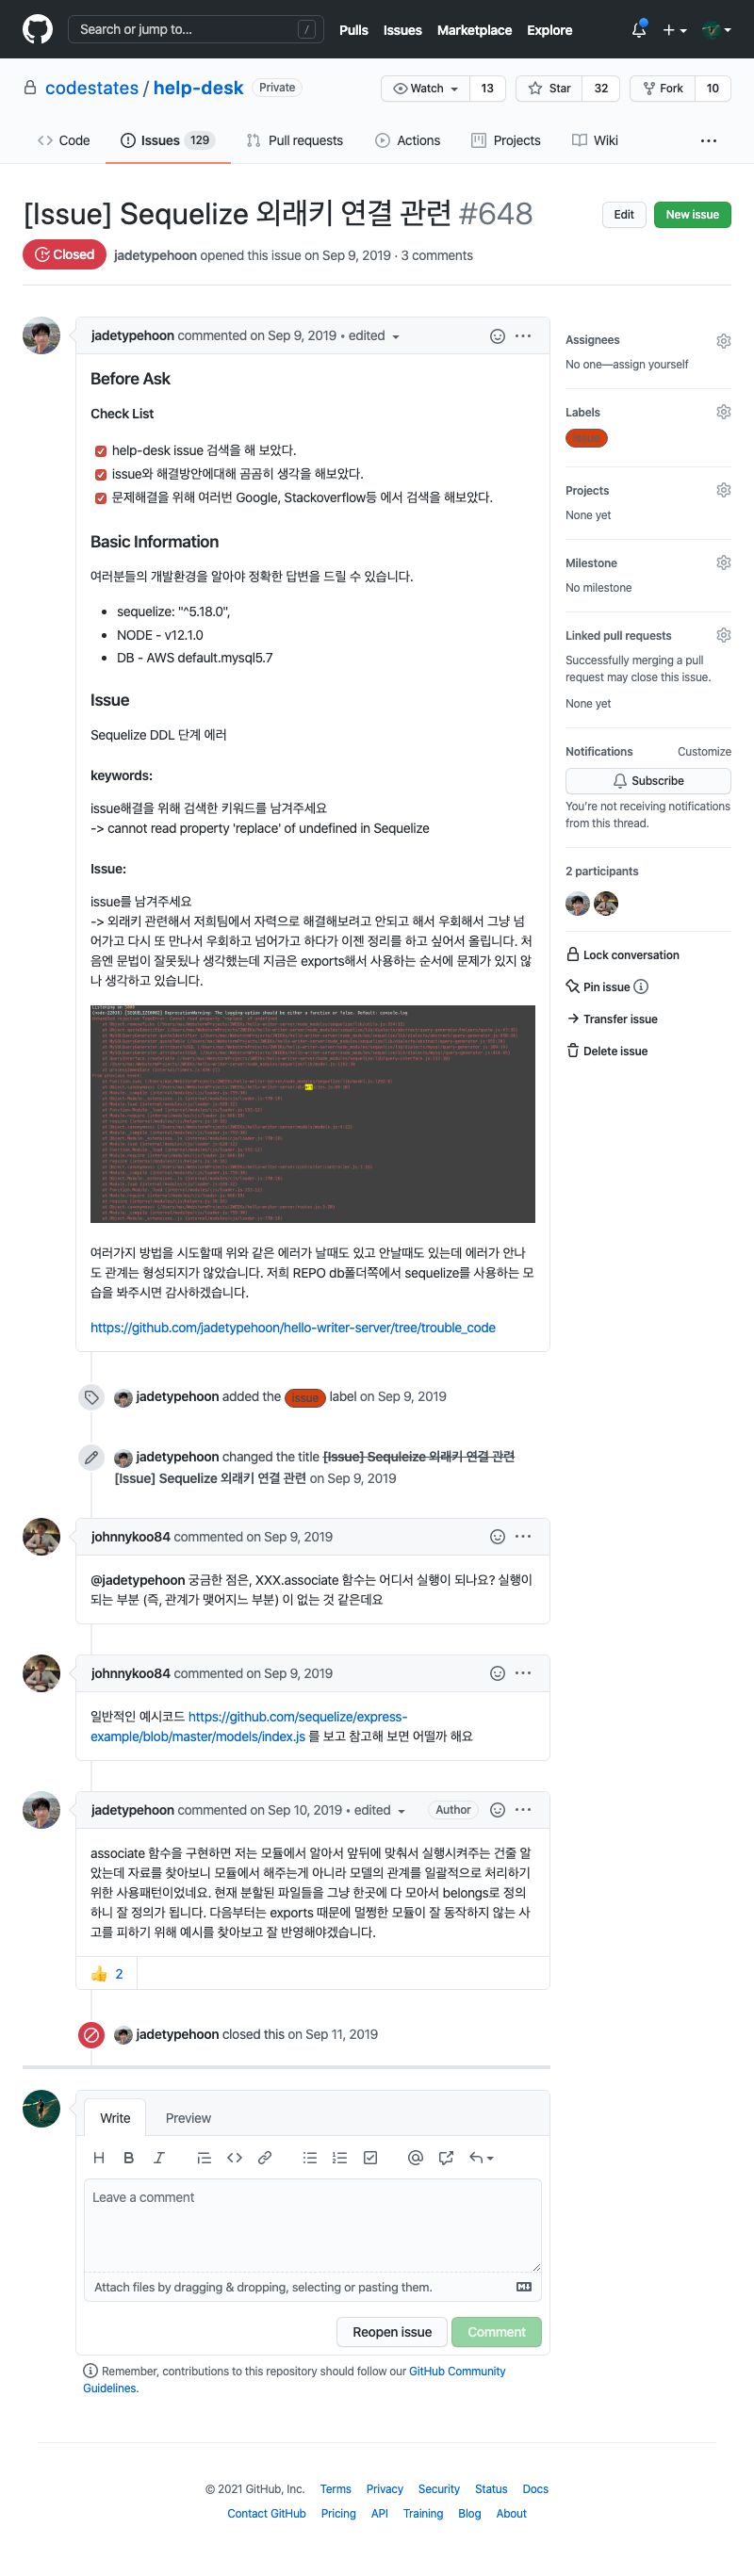 Search or jump to... /
Pulls Issues Marketplace Explore
codestates / help-desk Private
Watch 13 Star 32 Fork 10
Code Issues 129 Pull requests Actions Projects Wiki
[Issue] Sequelize 외래키 연결 관련 #648
Edit New issue
Closed jadetypehoon opened this issue on Sep 9, 2019 · 3 comments
jadetypehoon commented on Sep 9, 2019 • edited
Before Ask
Check List
help-desk issue 검색을 해 보았다.
issue와 해결방안에대해 곰곰히 생각을 해보았다.
문제해결을 위해 여러번 Google, Stackoverflow등 에서 검색을 해보았다.
Basic Information
여러분들의 개발환경을 알아야 정확한 답변을 드릴 수 있습니다.
• sequelize: "^5.18.0",
• NODE - v12.1.0
• DB - AWS default.mysql5.7
Issue
Sequelize DDL 단계 에러
keywords:
issue해결을 위해 검색한 키워드를 남겨주세요
-> cannot read property 'replace' of undefined in Sequelize
Issue:
issue를 남겨주세요
-> 외래키 관련해서 저희팀에서 자력으로 해결해보려고 안되고 해서 우회해서 그냥 넘
어가고 다시 또 만나서 우회하고 넘어가고 하다가 이젠 정리를 하고 싶어서 올립니다. 처
음엔 문법이 잘못됬나 생각했는데 지금은 exports해서 사용하는 순서에 문제가 있지 않
나 생각하고 있습니다.
여러가지 방법을 시도할때 위와 같은 에러가 날때도 있고 안날때도 있는데 에러가 안나
도 관계는 형성되지가 않았습니다. 저희 REPO db폴더쪽에서 sequelize를 사용하는 모
습을 봐주시면 감사하겠습니다.
https://github.com/jadetypehoon/hello-writer-server/tree/trouble_code
jadetypehoon added the issue label on Sep 9, 2019
jadetypehoon changed the title [Issue] Sequleize 외래키 연결 관련
[Issue] Sequelize 외래키 연결 관련 on Sep 9, 2019
johnnykoo84 commented on Sep 9, 2019
@jadetypehoon 궁금한 점은, XXX.associate 함수는 어디서 실행이 되나요? 실행이
되는 부분 (즉, 관계가 맺어지느 부분) 이 없는 것 같은데요
johnnykoo84 commented on Sep 9, 2019
일반적인 예시코드 https://github.com/sequelize/express-
example/blob/master/models/index.js 를 보고 참고해 보면 어떨까 해요
jadetypehoon commented on Sep 10, 2019 • edited Author
associate 함수을 구현하면 저는 모듈에서 알아서 앞뒤에 맞춰서 실행시켜주는 건줄 알
았는데 자료를 찾아보니 모듈에서 해주는게 아니라 모델의 관계를 일괄적으로 처리하기
위한 사용패턴이었네요. 현재 분할된 파일들을 그냥 한곳에 다 모아서 belongs로 정의
하니 잘 정의가 됩니다. 다음부터는 exports 때문에 멀쩡한 모듈이 잘 동작하지 않는 사
고를 피하기 위해 예시를 찾아보고 잘 반영해야겠습니다.
👍 2
jadetypehoon closed this on Sep 11, 2019
Assignees
No one—assign yourself
Labels
issue
Projects
None yet
Milestone
No milestone
Linked pull requests
Successfully merging a pull
request may close this issue.
None yet
Notifications Customize
Subscribe
You're not receiving notifications
from this thread.
2 participants
Lock conversation
Pin issue
Transfer issue
Delete issue
Write Preview
Leave a comment
Attach files by dragging & dropping, selecting or pasting them.
Reopen issue Comment
Remember, contributions to this repository should follow our GitHub Community
Guidelines.
© 2021 GitHub, Inc. Terms Privacy Security Status Docs
Contact GitHub Pricing API Training Blog About